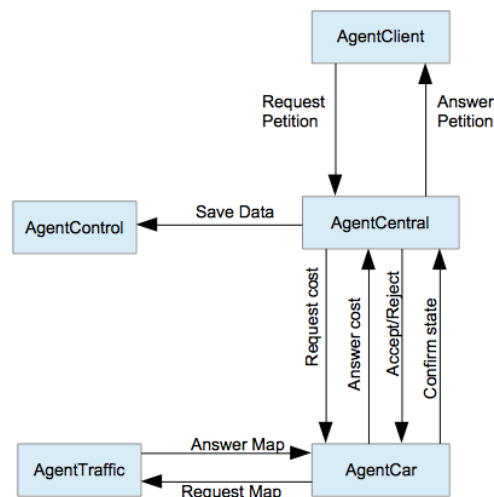 AgentClient
Request
Petition
Answer
Petition
Save Data
AgentControl
AgentCentral
Request cost
Answer cost
Accept/Reject
Confirm state
Answer Map
AgentTraffic
AgentCar
Request Map